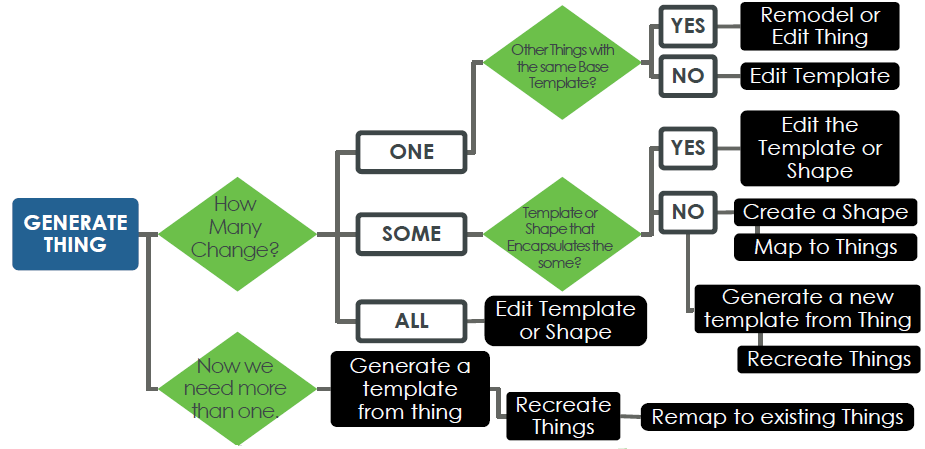 GENERATE
THING
How
Many
Change?
ONE
Other Things with
the same Base
Template?
YES
Remodel or
Edit Thing
NO
Edit Template
SOME
Template or
Shape that
Encapsulates the
some?
YES
Edit the
Template or
Shape
NO
Create a Shape
Map to Things
Generate a new
template from Thing
Recreate Things
ALL
Edit Template
or Shape
Now we
need more
than one.
Generate a
template
from thing
Recreate
Things
Remap to existing Things